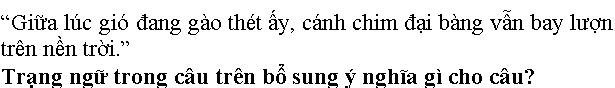 “Giữa lúc gió đang gào thét ấy, cánh chim đại bàng vẫn bay lượn
trên nền trời.”
Trạng ngữ trong câu trên bổ sung ý nghĩa gì cho câu?